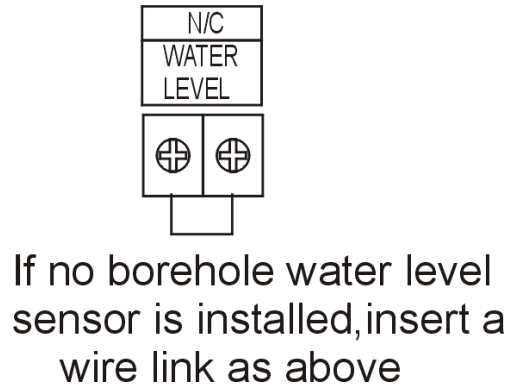 N/C
WATER
LEVEL
If no borehole water level
sensor is installed,insert a
wire link as above